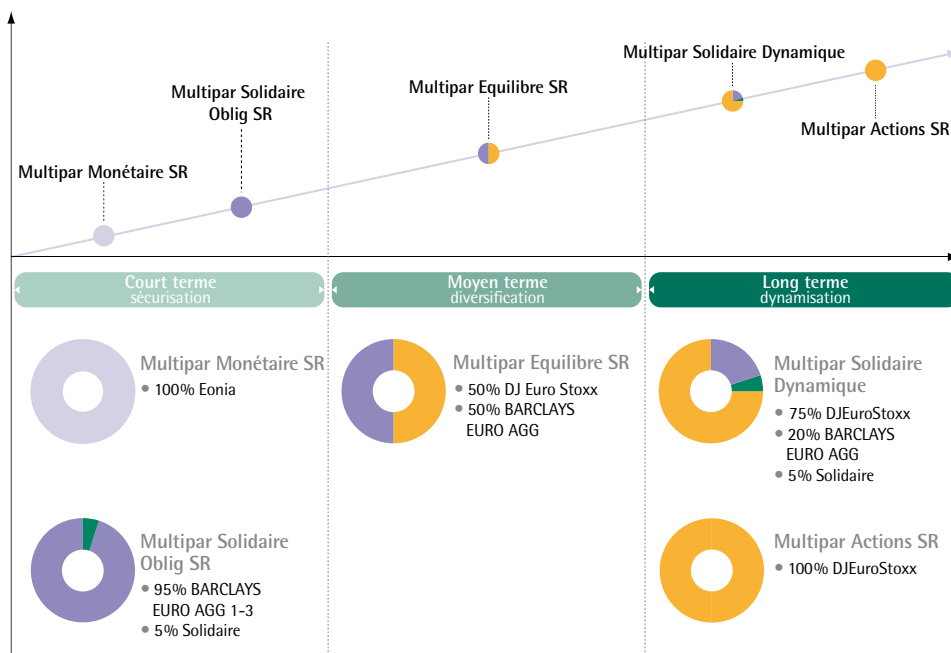 Multipar Solidaire Dynamique
Multipar Actions SR
Multipar Equilibre SR
Multipar Solidaire
Oblig SR
Multipar Monétaire SR
Court terme
sécurisation
Moyen terme
diversification
Long terme
dynamisation
Multipar Monétaire SR
• 100% Eonia
Multipar Equilibre SR
• 50% DJ Euro Stoxx
• 50% BARCLAYS
EURO AGG
Multipar Solidaire
Dynamique
• 75% DJEuroStoxx
• 20% BARCLAYS
EURO AGG
• 5% Solidaire
Multipar Solidaire
Oblig SR
• 95% BARCLAYS
EURO AGG 1-3
• 5% Solidaire
Multipar Actions SR
• 100% DJEuroStoxx